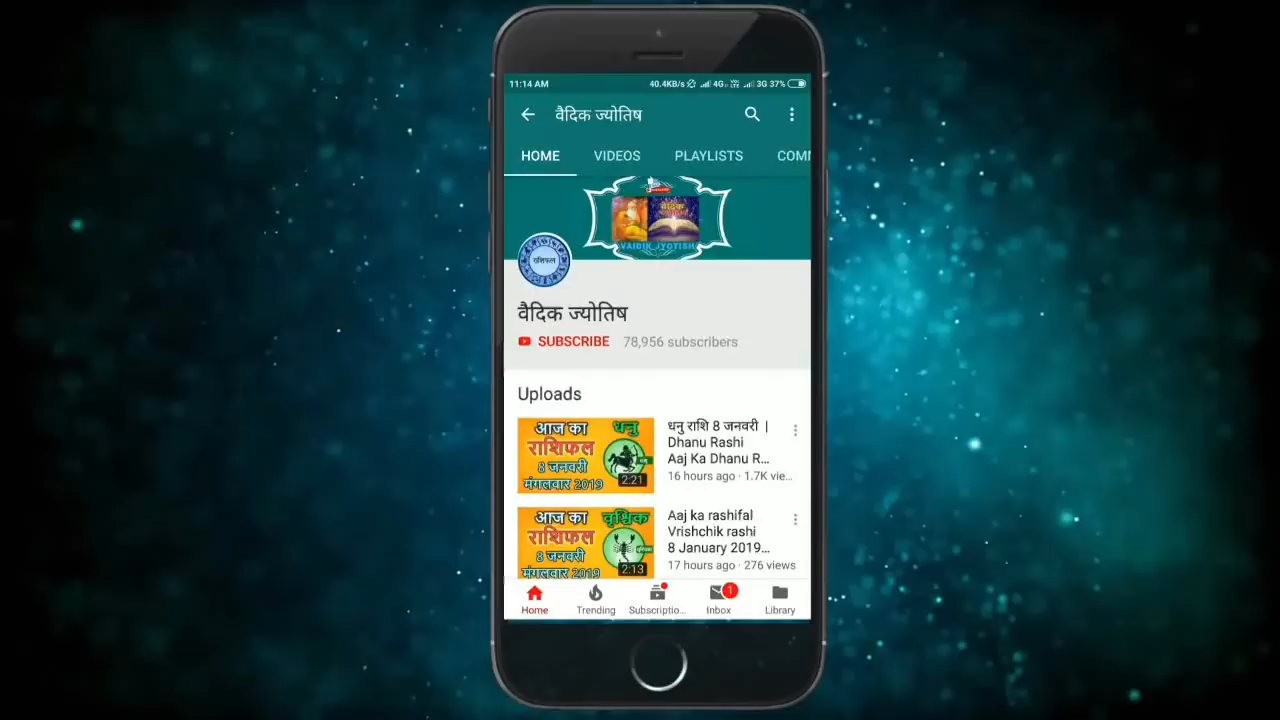 11:14 AM 40.4KB/s 4G 3G 37%
वैदिक ज्योतिष
HOME VIDEOS PLAYLISTS COMM
वैदिक
VAIDIK JYOTISH
राशिफल
वैदिक ज्योतिष
SUBSCRIBE 78,956 subscribers
Uploads
आज का धनु
राशिफल
8 जनवरी
मंगलवार 2019
2:21
धनु राशि 8 जनवरी |
Dhanu Rashi
Aaj Ka Dhanu R...
16 hours ago · 1.7K vie...
आज का वृश्चिक
राशिफल
8 जनवरी
मंगलवार 2019
2:13
Aaj ka rashifal
Vrishchik rashi
8 January 2019...
17 hours ago · 276 views
1
Home Trending Subscriptio... Inbox Library